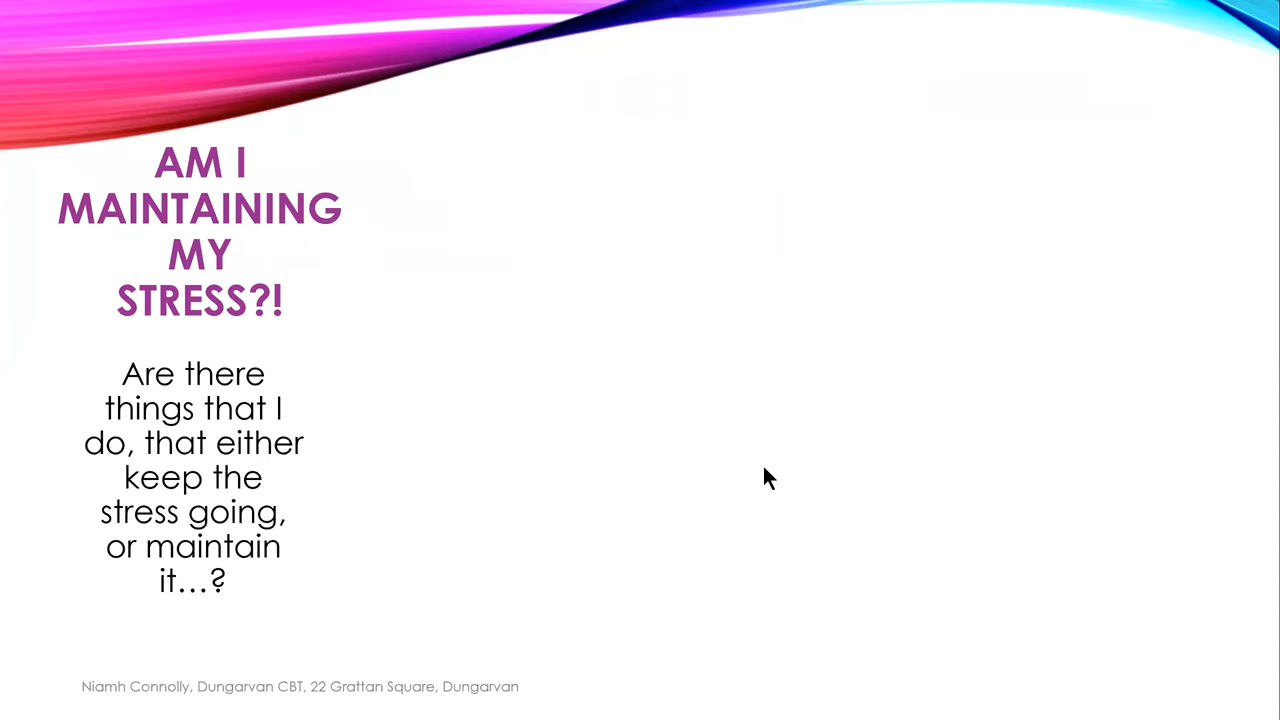 AM I
MAINTAINING
MY
STRESS?!
Are there
things that I
do, that either
keep the
stress going,
or maintain
it...?
Niamh Connolly, Dungarvan CBT, 22 Grattan Square, Dungarvan